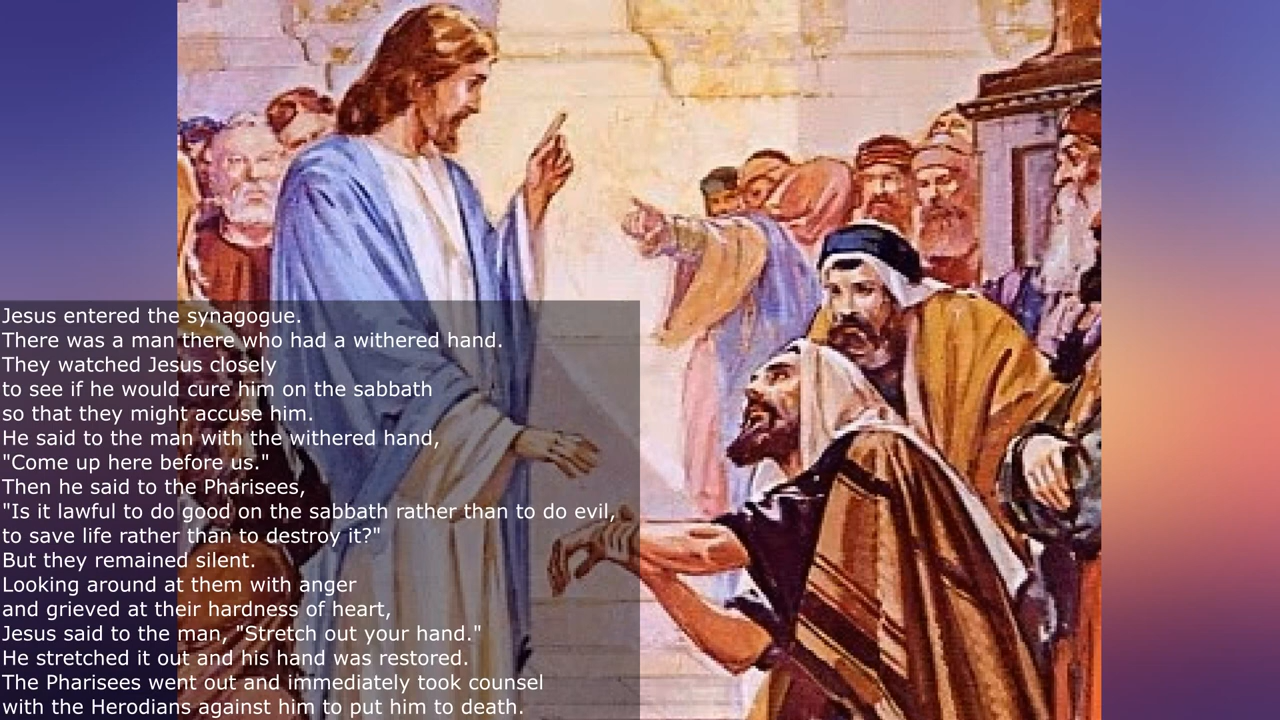 Jesus entered the synagogue.
There was a man there who had a withered hand.
They watched Jesus closely
to see if he would cure him on the sabbath
so that they might accuse him.
He said to the man with the withered hand,
"Come up here before us."
Then he said to the Pharisees,
"Is it lawful to do good on the sabbath rather than to do evil,
to save life rather than to destroy it?"
But they remained silent.
Looking around at them with anger
and grieved at their hardness of heart,
Jesus said to the man, "Stretch out your hand."
He stretched it out and his hand was restored.
The Pharisees went out and immediately took counsel
with the Herodians against him to put him to death.